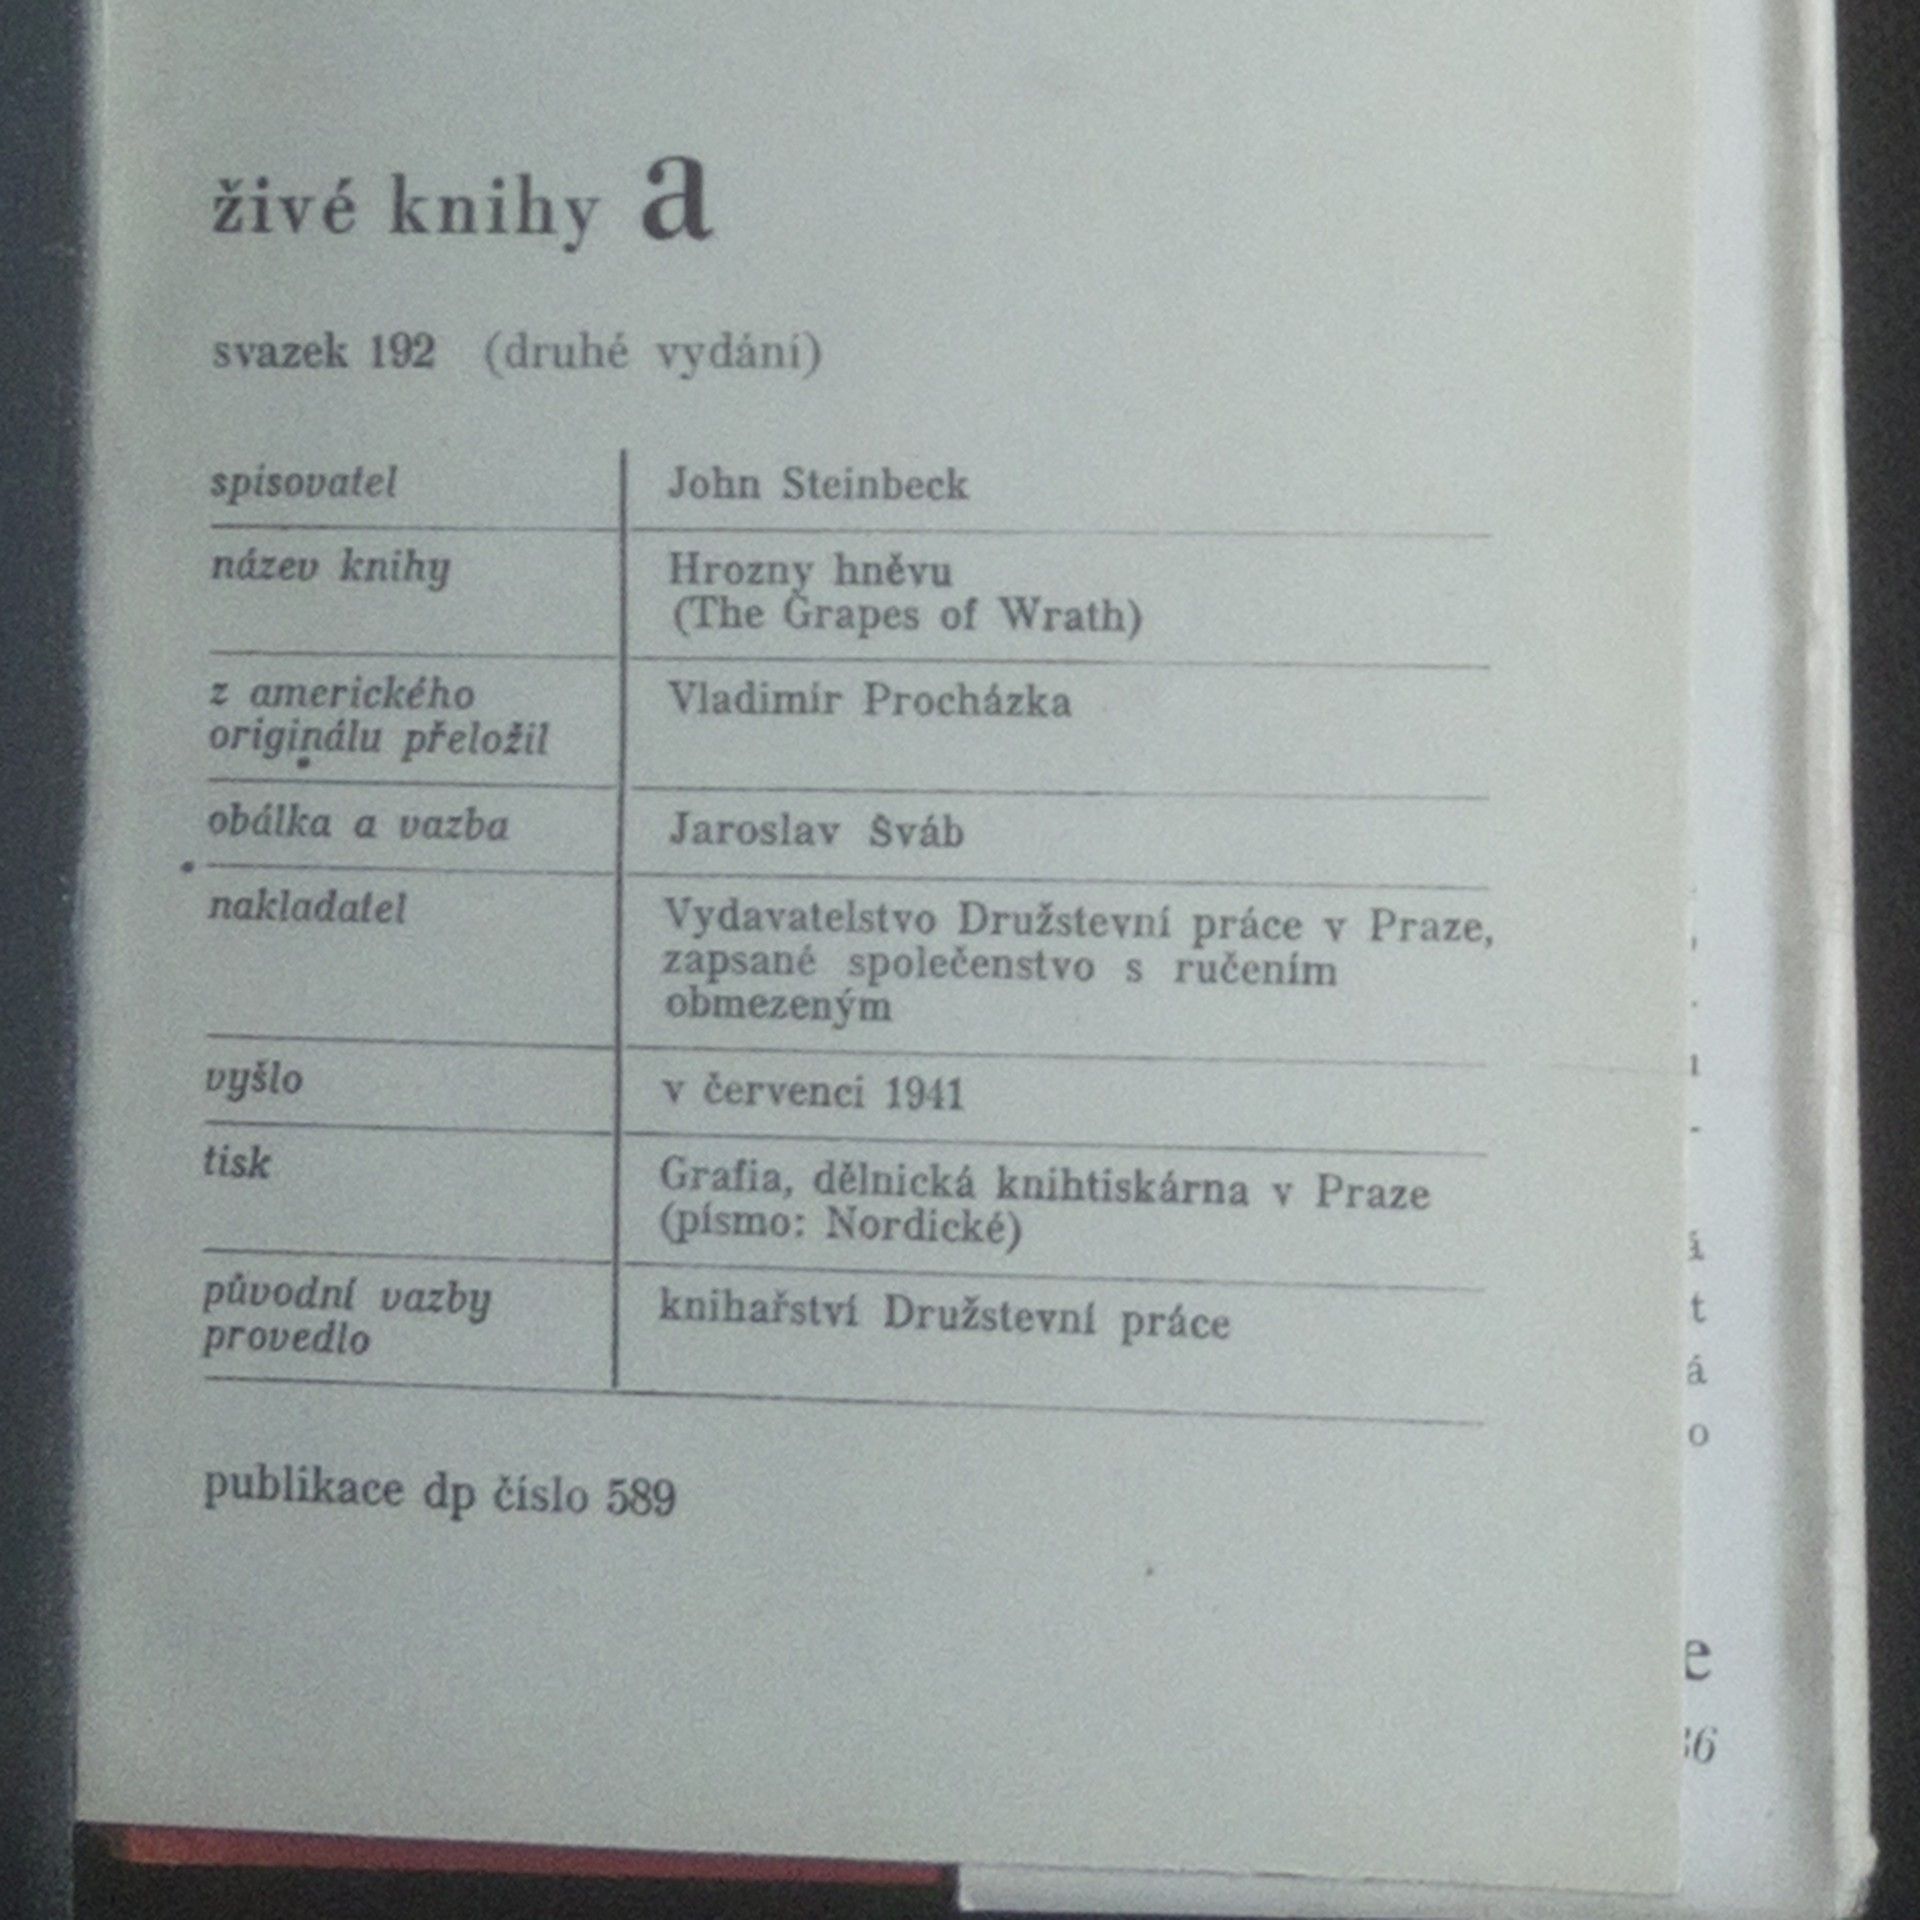 živé knihy a
svazek 192 (druhé vydání)
spisovatel John Steinbeck
název knihy Hrozny hněvu
(The Grapes of Wrath)
z amerického Vladimír Procházka
originálu přeložil
obálka a vazba Jaroslav Šváb
nakladatel Vydavatelstvo Družstevní práce v Praze,
zapsané společenstvo s ručením
obmezeným
vyšlo v červenci 1941
tisk Grafia, dělnická knihtiskárna v Praze
(písmo: Nordické)
původní vazby knihařství Družstevní práce
provedlo
publikace dp číslo 589